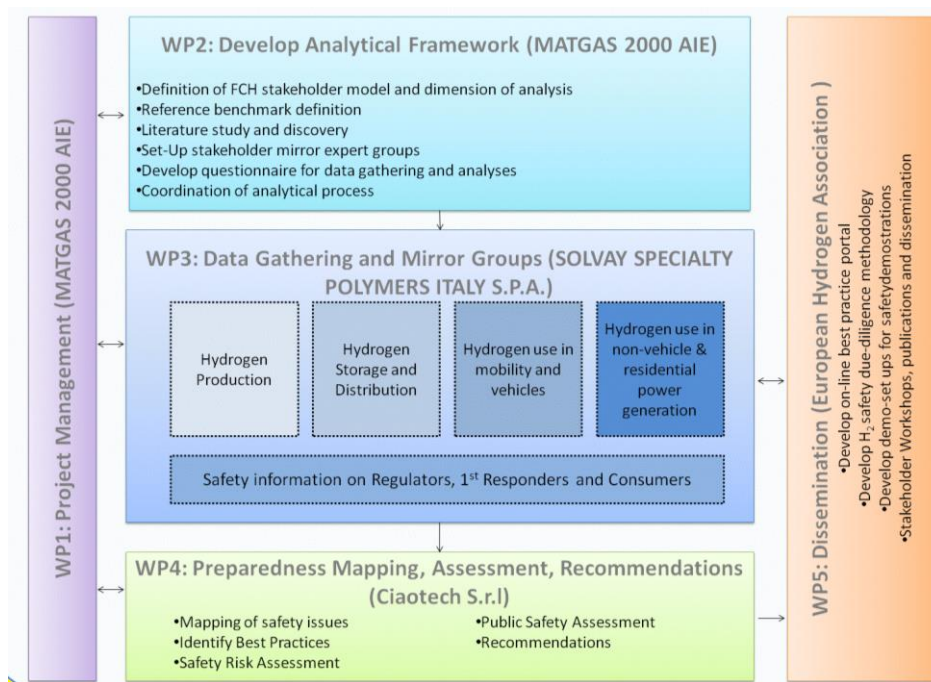 WP1: Project Management (MATGAS 2000 AIE)
WP2: Develop Analytical Framework (MATGAS 2000 AIE)
•Definition of FCH stakeholder model and dimension of analysis
•Reference benchmark definition
•Literature study and discovery
•Set-Up stakeholder mirror expert groups
•Develop questionnaire for data gathering and analyses
•Coordination of analytical process
WP3: Data Gathering and Mirror Groups (SOLVAY SPECIALTY
POLYMERS ITALY S.P.A.)
Hydrogen
Production
Hydrogen
Storage and
Distribution
Hydrogen use in
mobility and
vehicles
Hydrogen use in
non-vehicle &
residential
power
generation
Safety information on Regulators, 1st Responders and Consumers
WP4: Preparedness Mapping, Assessment, Recommendations
(Ciaotech S.r.l)
•Mapping of safety issues
•Identify Best Practices
•Safety Risk Assessment
•Public Safety Assessment
•Recommendations
WP5: Dissemination (European Hydrogen Association )
•Develop on-line best practice portal
•Develop H2 safety due-diligence methodology
•Develop demo-set ups for safetydemostrations
•Stakeholder Workshops, publications and dissemination